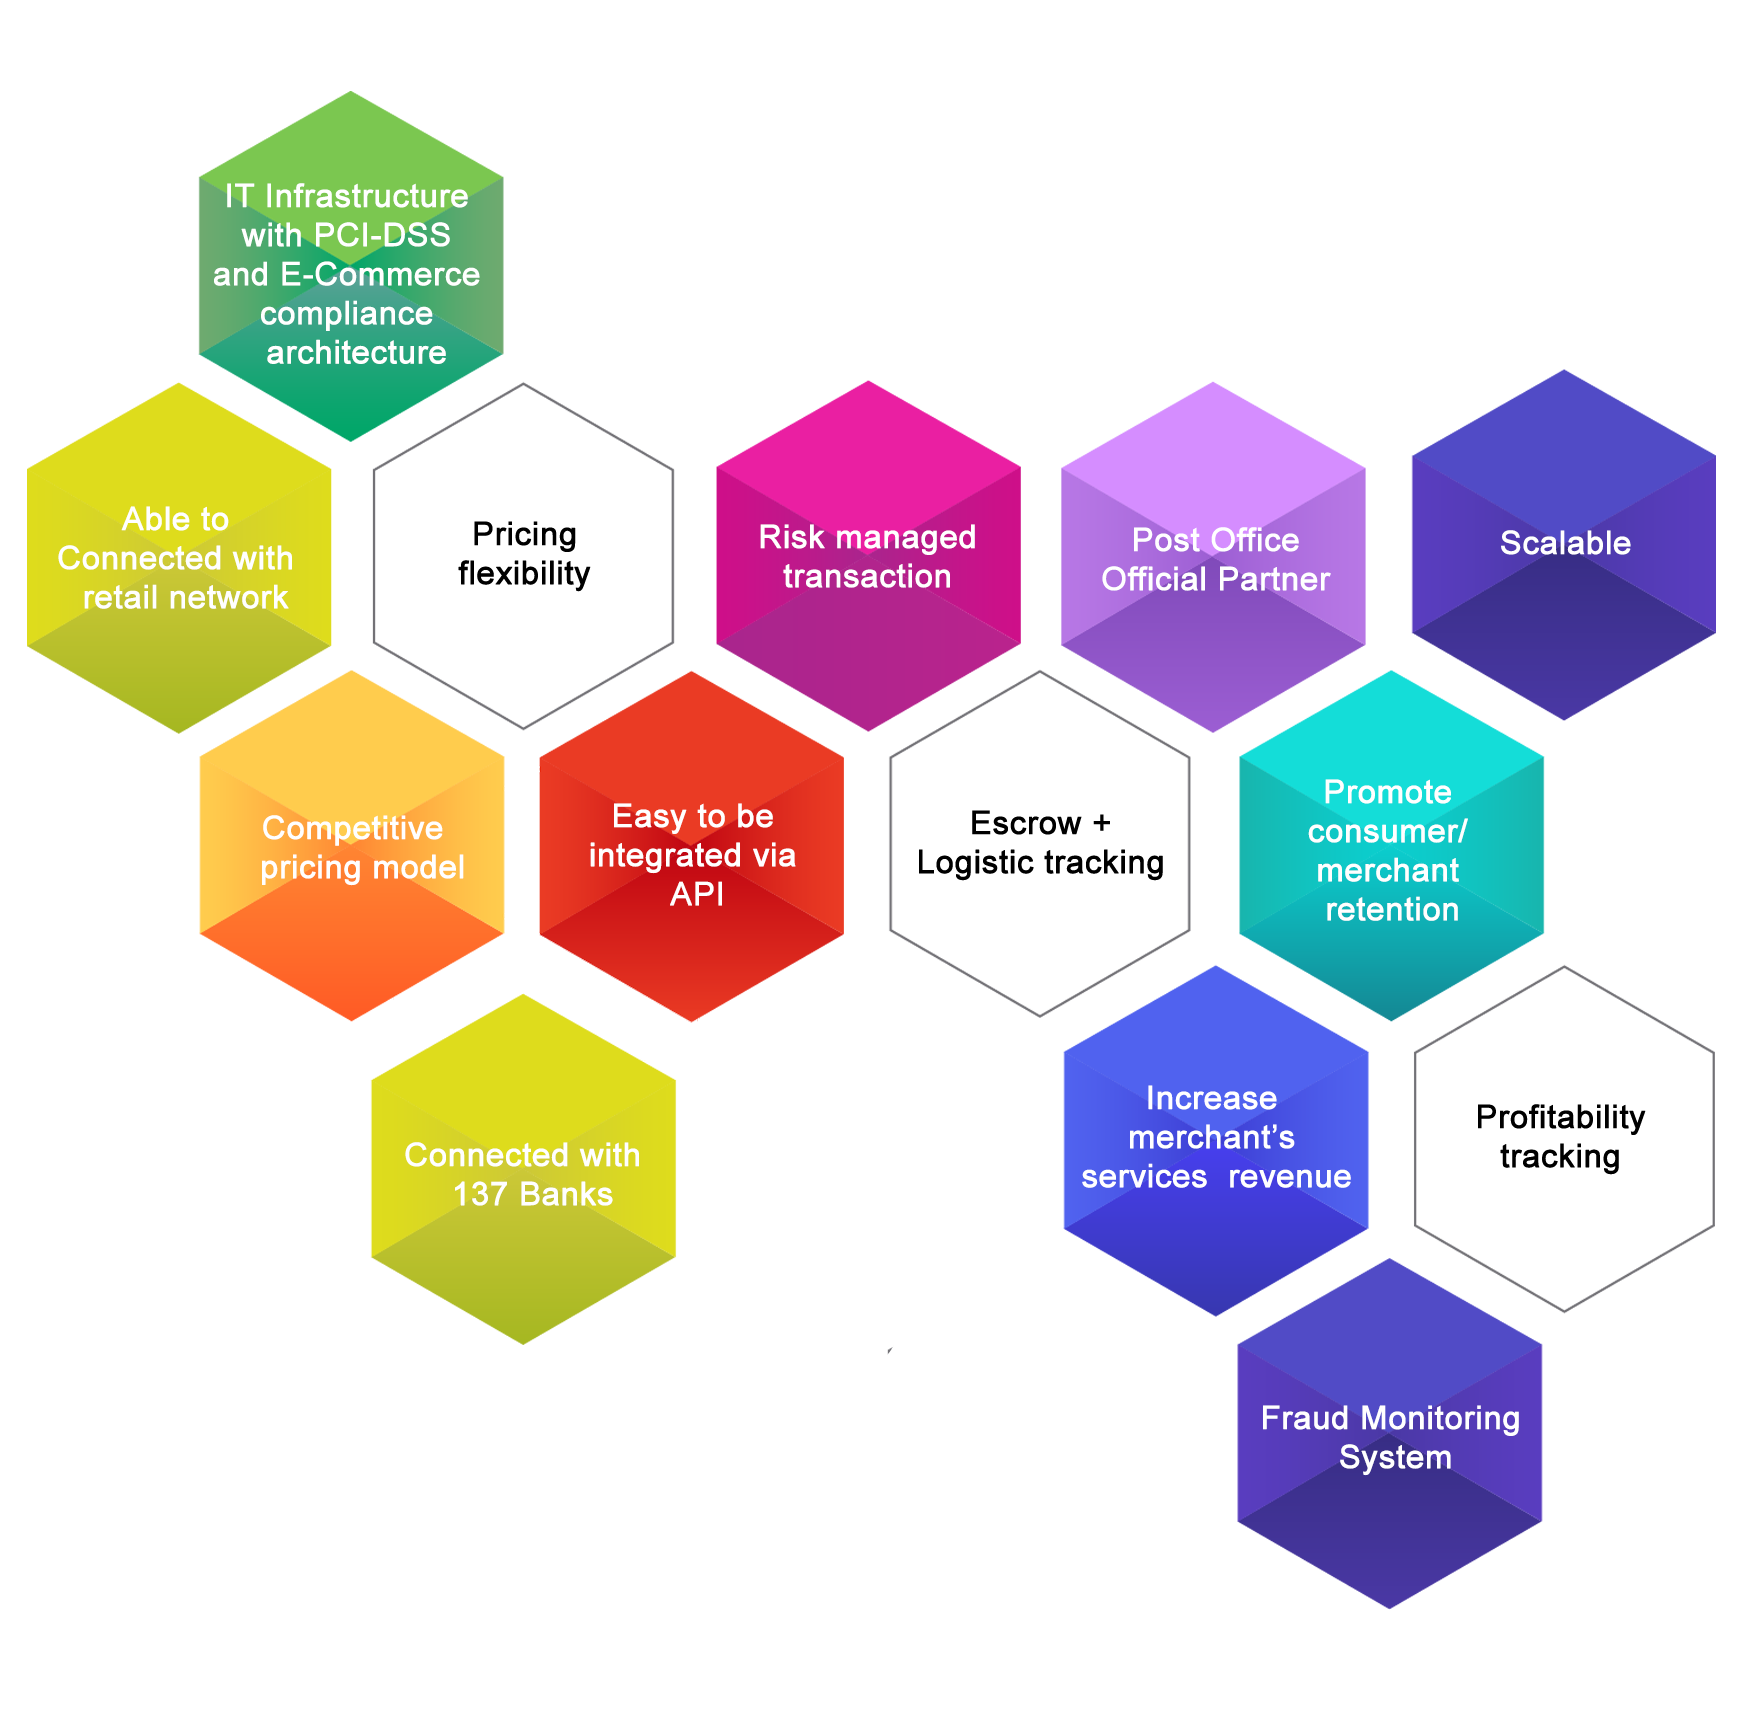 IT Infrastructure
with PCI-DSS
and E-Commerce
compliance
architecture
Able to
Connected with
retail network
Pricing
flexibility
Risk managed
transaction
Post Office
Official Partner
Scalable
Competitive
pricing model
Easy to be
integrated via
API
Escrow +
Logistic tracking
Promote
consumer/
merchant
retention
Connected with
137 Banks
Increase
merchant’s
services  revenue
Profitability
tracking
Fraud Monitoring
System